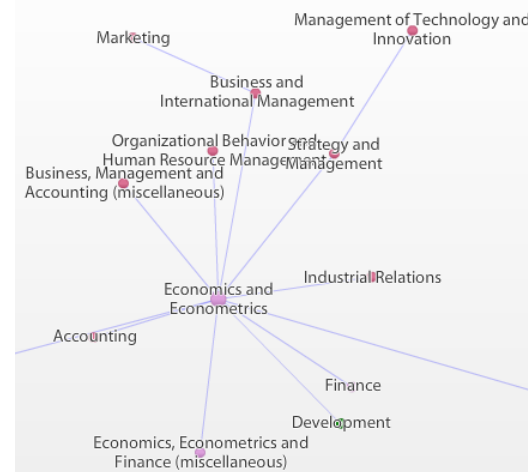 Management of Technology and
Innovation
Marketing
Business and
International Management
Organizational Behavior and
Human Resource Management
Strategy and
Management
Business, Management and
Accounting (miscellaneous)
Industrial Relations
Economics and
Econometrics
Accounting
Finance
Development
Economics, Econometrics and
Finance (miscellaneous)